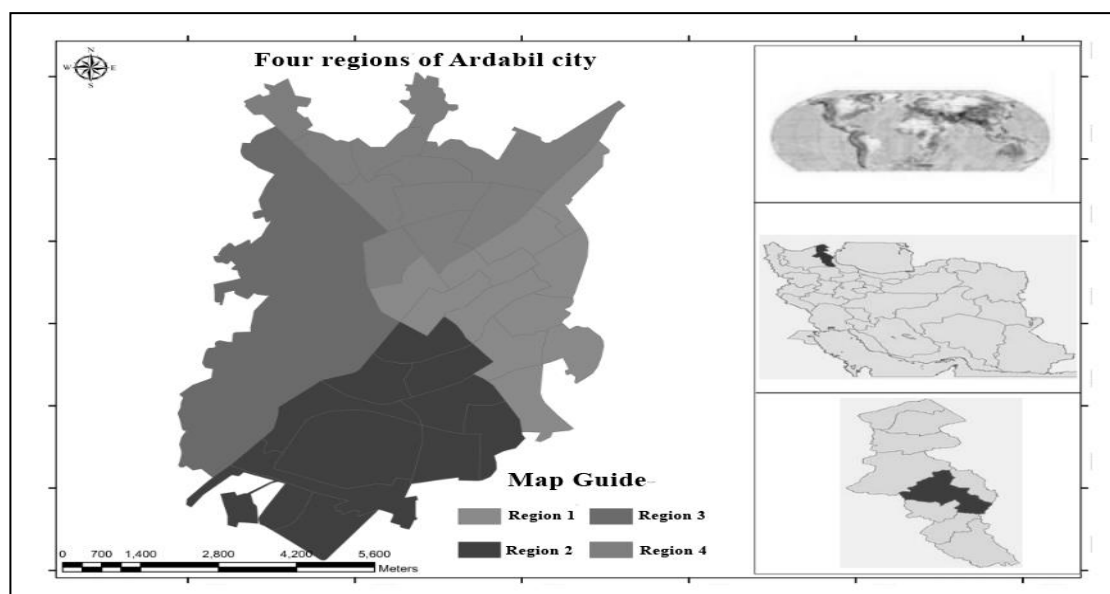 Four regions of Ardabil city
N
W E
S
Map Guide
Region 1 Region 3
Region 2 Region 4
0 700 1,400 2,800 4,200 5,600
Meters